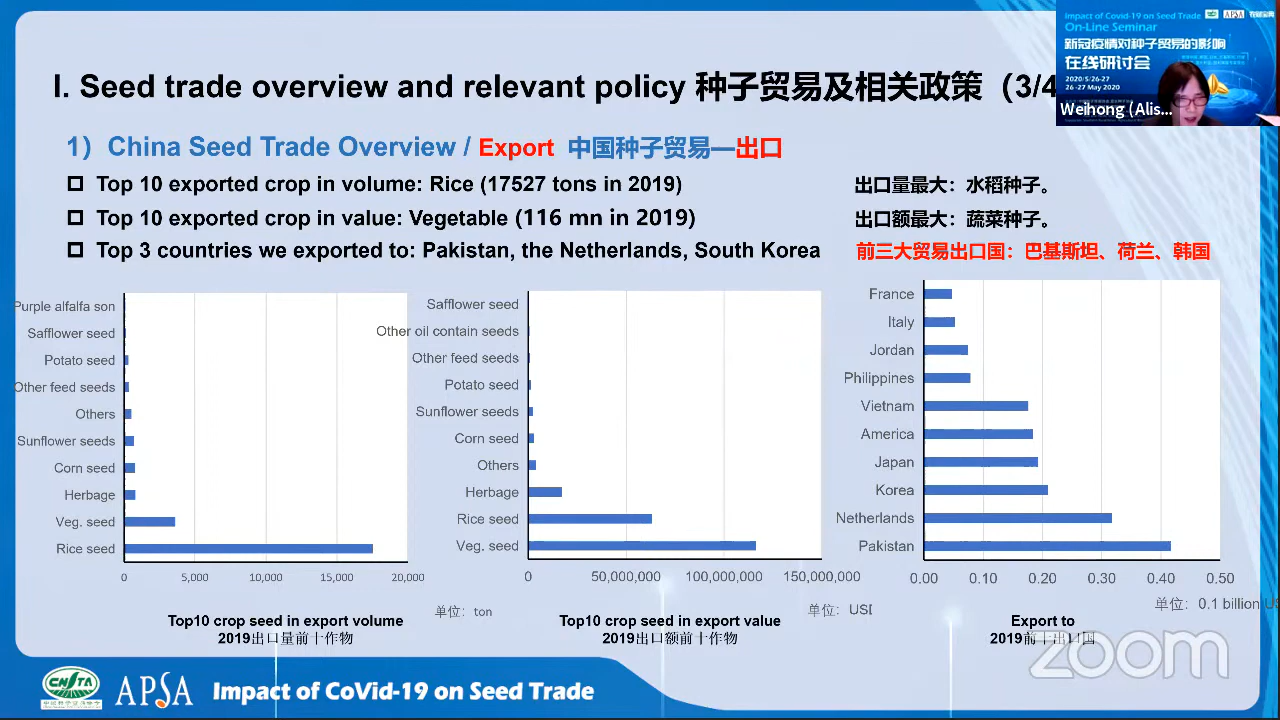 I. Seed trade overview and relevant policy 种子贸易及相关政策（3/4
Impact of Covid-19 on Seed Trade
APSA
On-Line Seminar
新冠疫情对种子贸易的影响
在线研讨会
2020/5/26-27
26-27 May 2020
Weihong (Alis...
1) China Seed Trade Overview / Export 中国种子贸易—出口
Top 10 exported crop in volume: Rice (17527 tons in 2019) 出口量最大：水稻种子。
Top 10 exported crop in value: Vegetable (116 mn in 2019) 出口额最大：蔬菜种子。
Top 3 countries we exported to: Pakistan, the Netherlands, South Korea 前三大贸易出口国：巴基斯坦、荷兰、韩国
Purple alfalfa son
Safflower seed
Potato seed
Other feed seeds
Others
Sunflower seeds
Corn seed
Herbage
Veg. seed
Rice seed
0 5,000 10,000 15,000 20,000
单位：ton
Top10 crop seed in export volume
2019出口量前十作物
Safflower seed
Other oil contain seeds
Other feed seeds
Potato seed
Sunflower seeds
Corn seed
Others
Herbage
Rice seed
Veg. seed
0 50,000,000 100,000,000 150,000,000
单位：USD
Top10 crop seed in export value
2019出口额前十作物
France
Italy
Jordan
Philippines
Vietnam
America
Japan
Korea
Netherlands
Pakistan
0.00 0.10 0.20 0.30 0.40 0.50
单位：0.1 billion US
Export to
2019前十出口国
zoom
CNSTA
APSA
Impact of CoVid-19 on Seed Trade